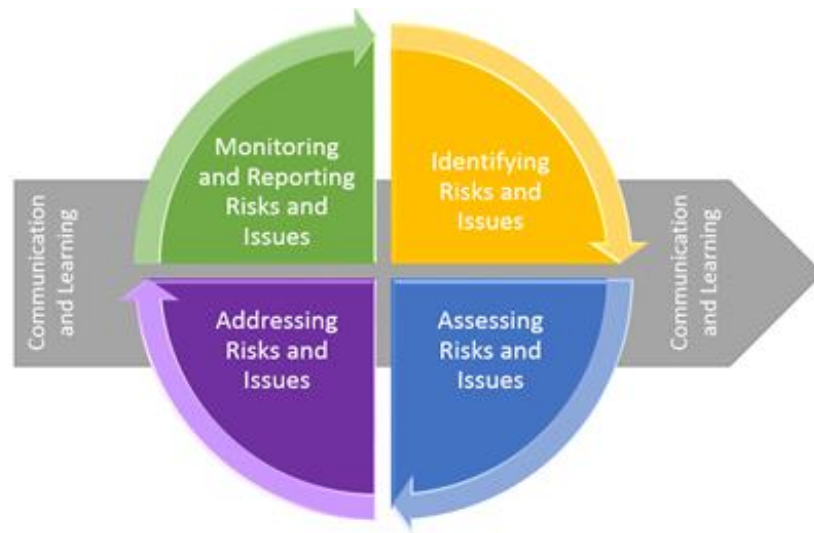 Monitoring
and Reporting
Risks and
Issues
Identifying
Risks and
Issues
Communication
and Learning
Communication
and Learning
Addressing
Risks and
Issues
Assessing
Risks and
Issues